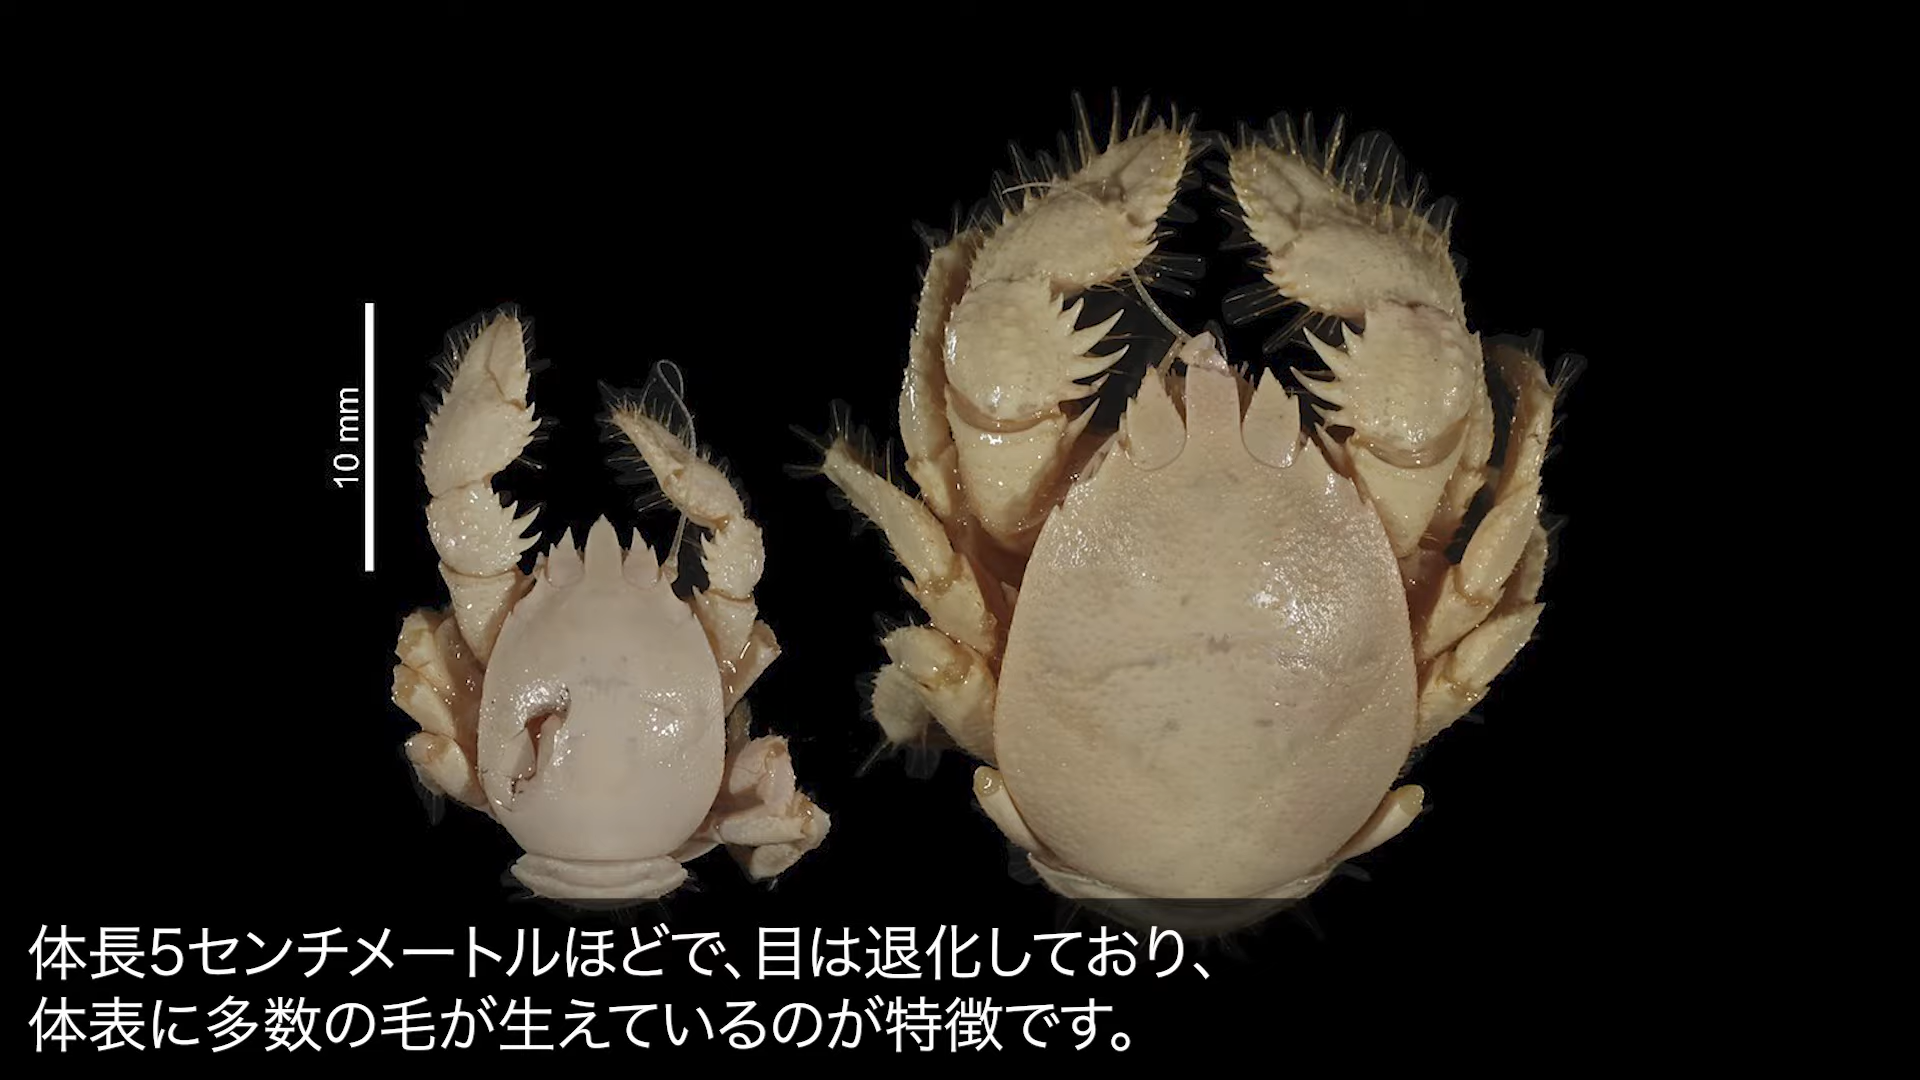 10 mm
体長5センチメートルほどで、目は退化しており、
体表に多数の毛が生えているのが特徴です。